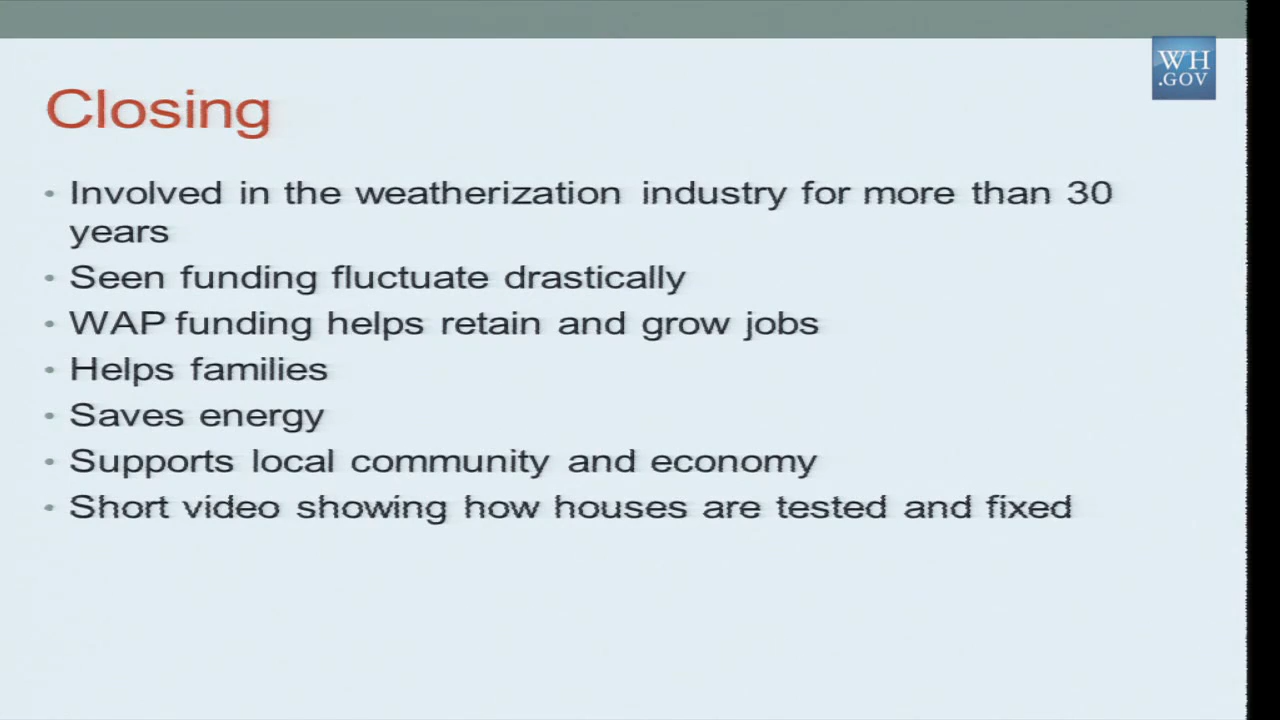 WH
.GOV
Closing
• Involved in the weatherization industry for more than 30
years
• Seen funding fluctuate drastically
• WAP funding helps retain and grow jobs
• Helps families
• Saves energy
• Supports local community and economy
• Short video showing how houses are tested and fixed